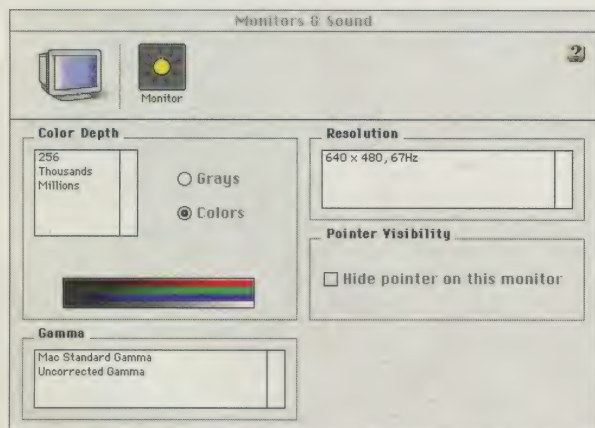 Monitors & Sound
Monitor
?
Color Depth
256
Thousands
Millions
Grays
Colors
Resolution
640 x 480, 67Hz
Pointer Visibility
Hide pointer on this monitor
Gamma
Mac Standard Gamma
Uncorrected Gamma